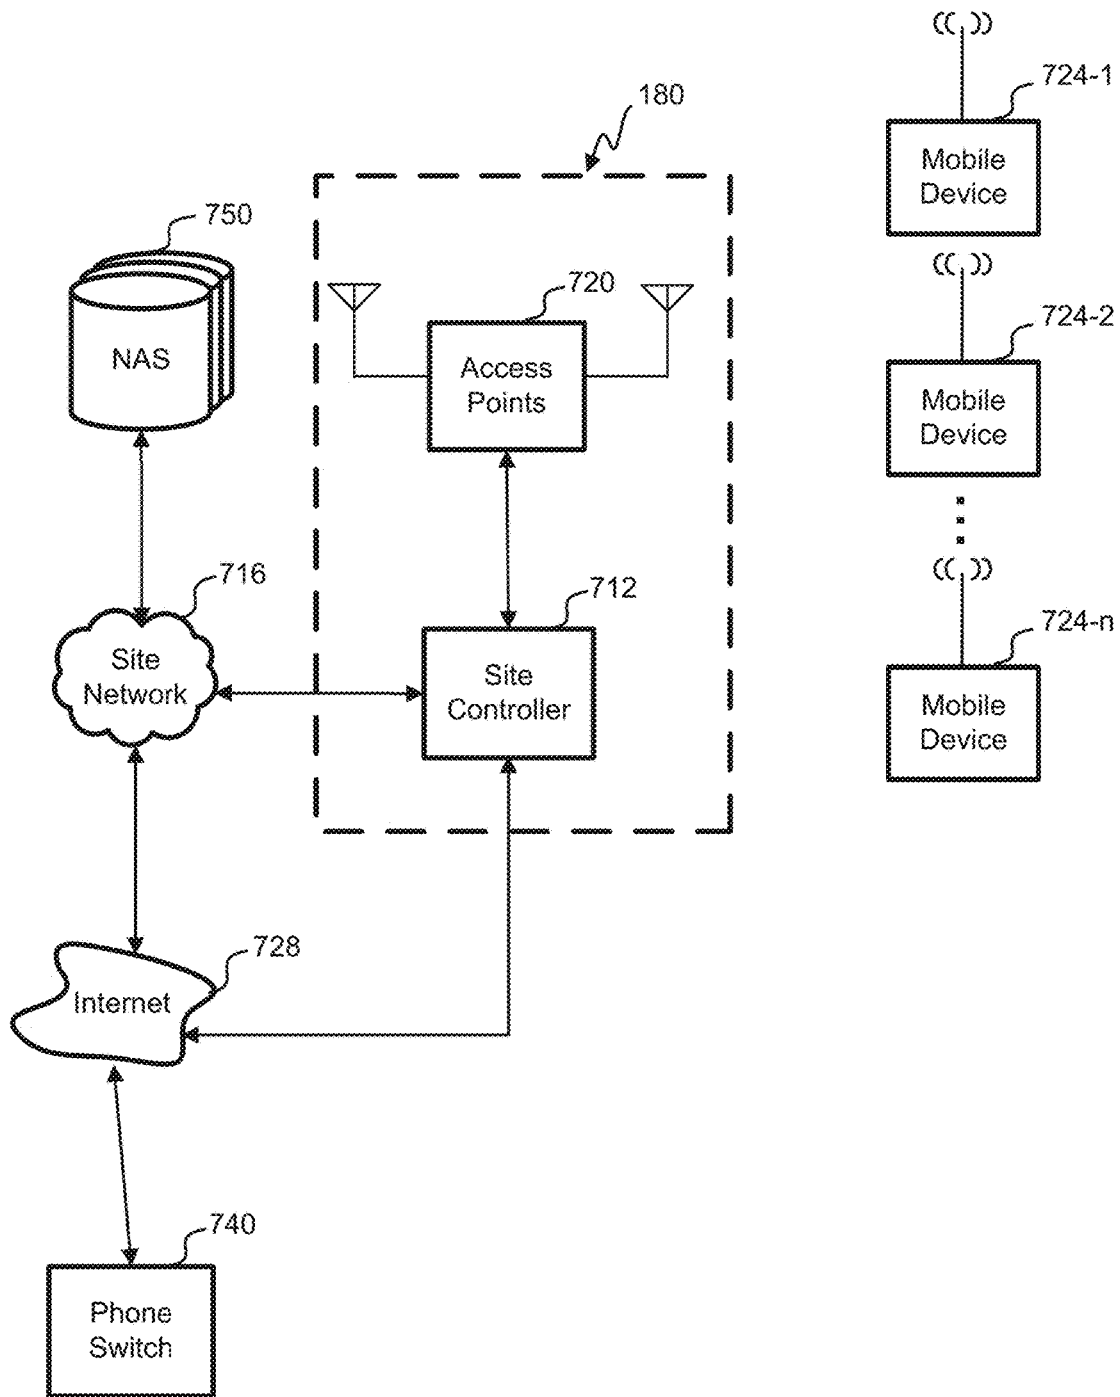 180
724-1
Mobile
Device
750
NAS
720
Access
Points
724-2
Mobile
Device
716
Site
Network
712
Site
Controller
724-n
Mobile
Device
728
Internet
740
Phone
Switch